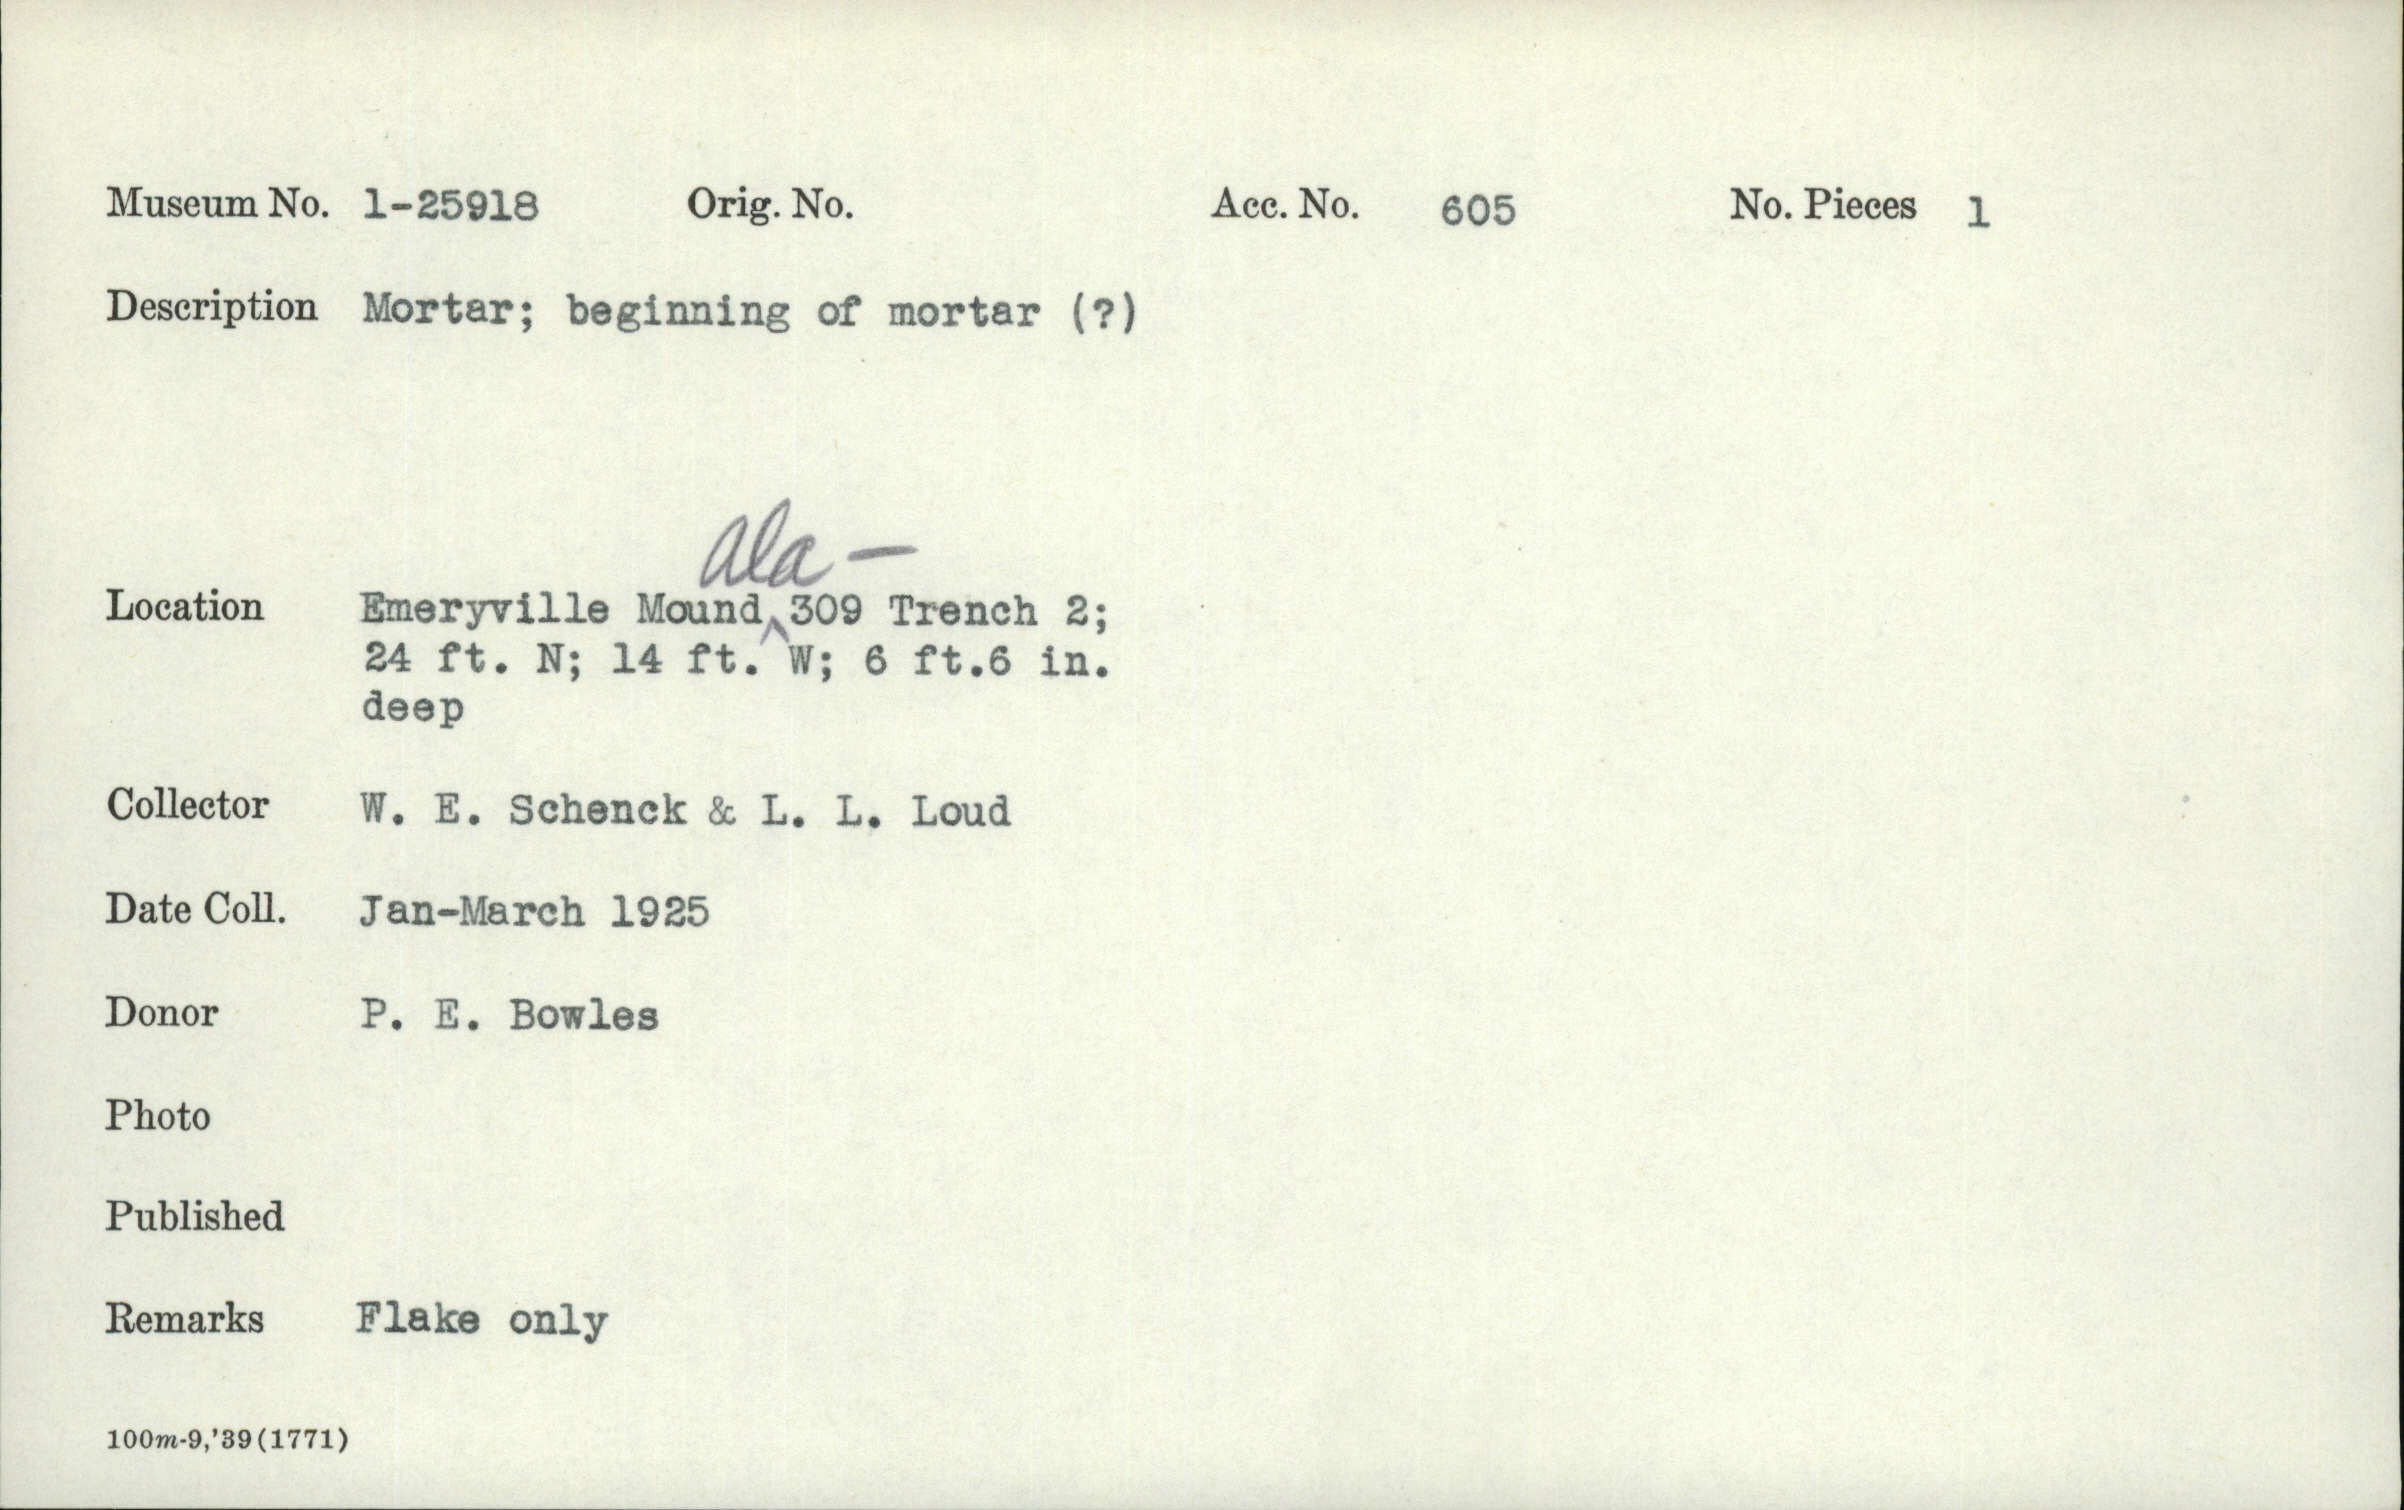 Museum No. 1-25918 Orig. No. Acc. No. 605 No. Pieces 1
Description Mortar; beginning of mortar (?)
Ala-
Location Emeryville Mound ^ 309 Trench 2;
24 ft. N; 14 ft. W; 6 ft.6 in.
deep
Collector W. E. Schenck & L. L. Loud
Date Coll. Jan-March 1925
Donor P. E. Bowles
Photo
Published
Remarks Flake only
100m-9,'39(1771)